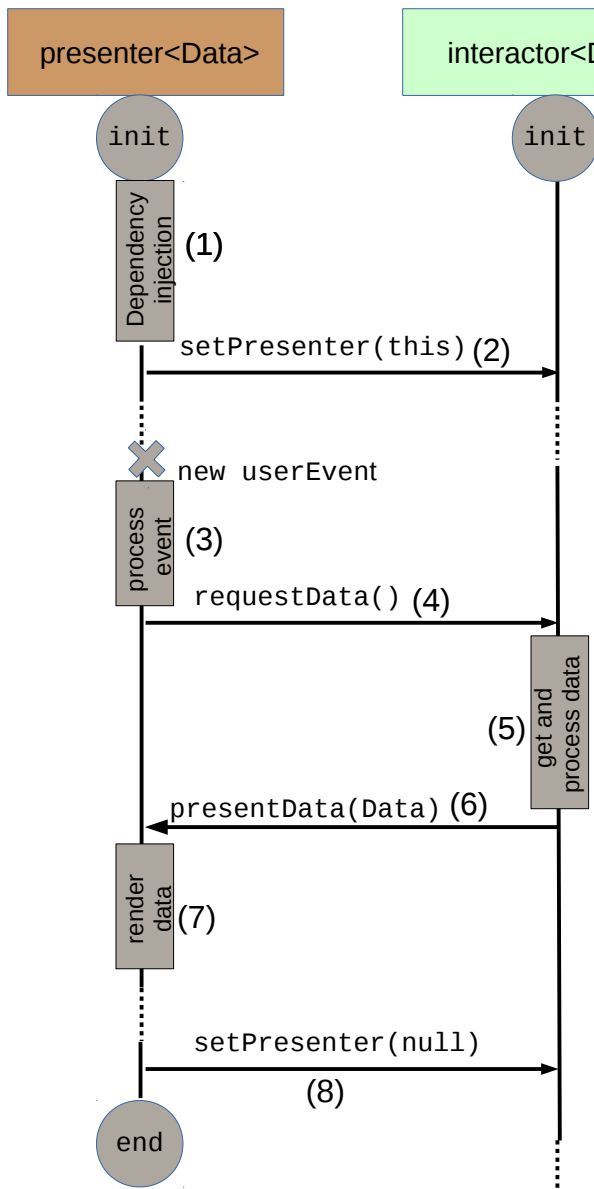 presenter<Data>
interactor<D
init
init
Dependency
injection
(1)
setPresenter(this) (2)
new userEvent
process
event
(3)
requestData() (4)
get and
process data
(5)
presentData(Data) (6)
render
data
(7)
setPresenter(null)
(8)
end